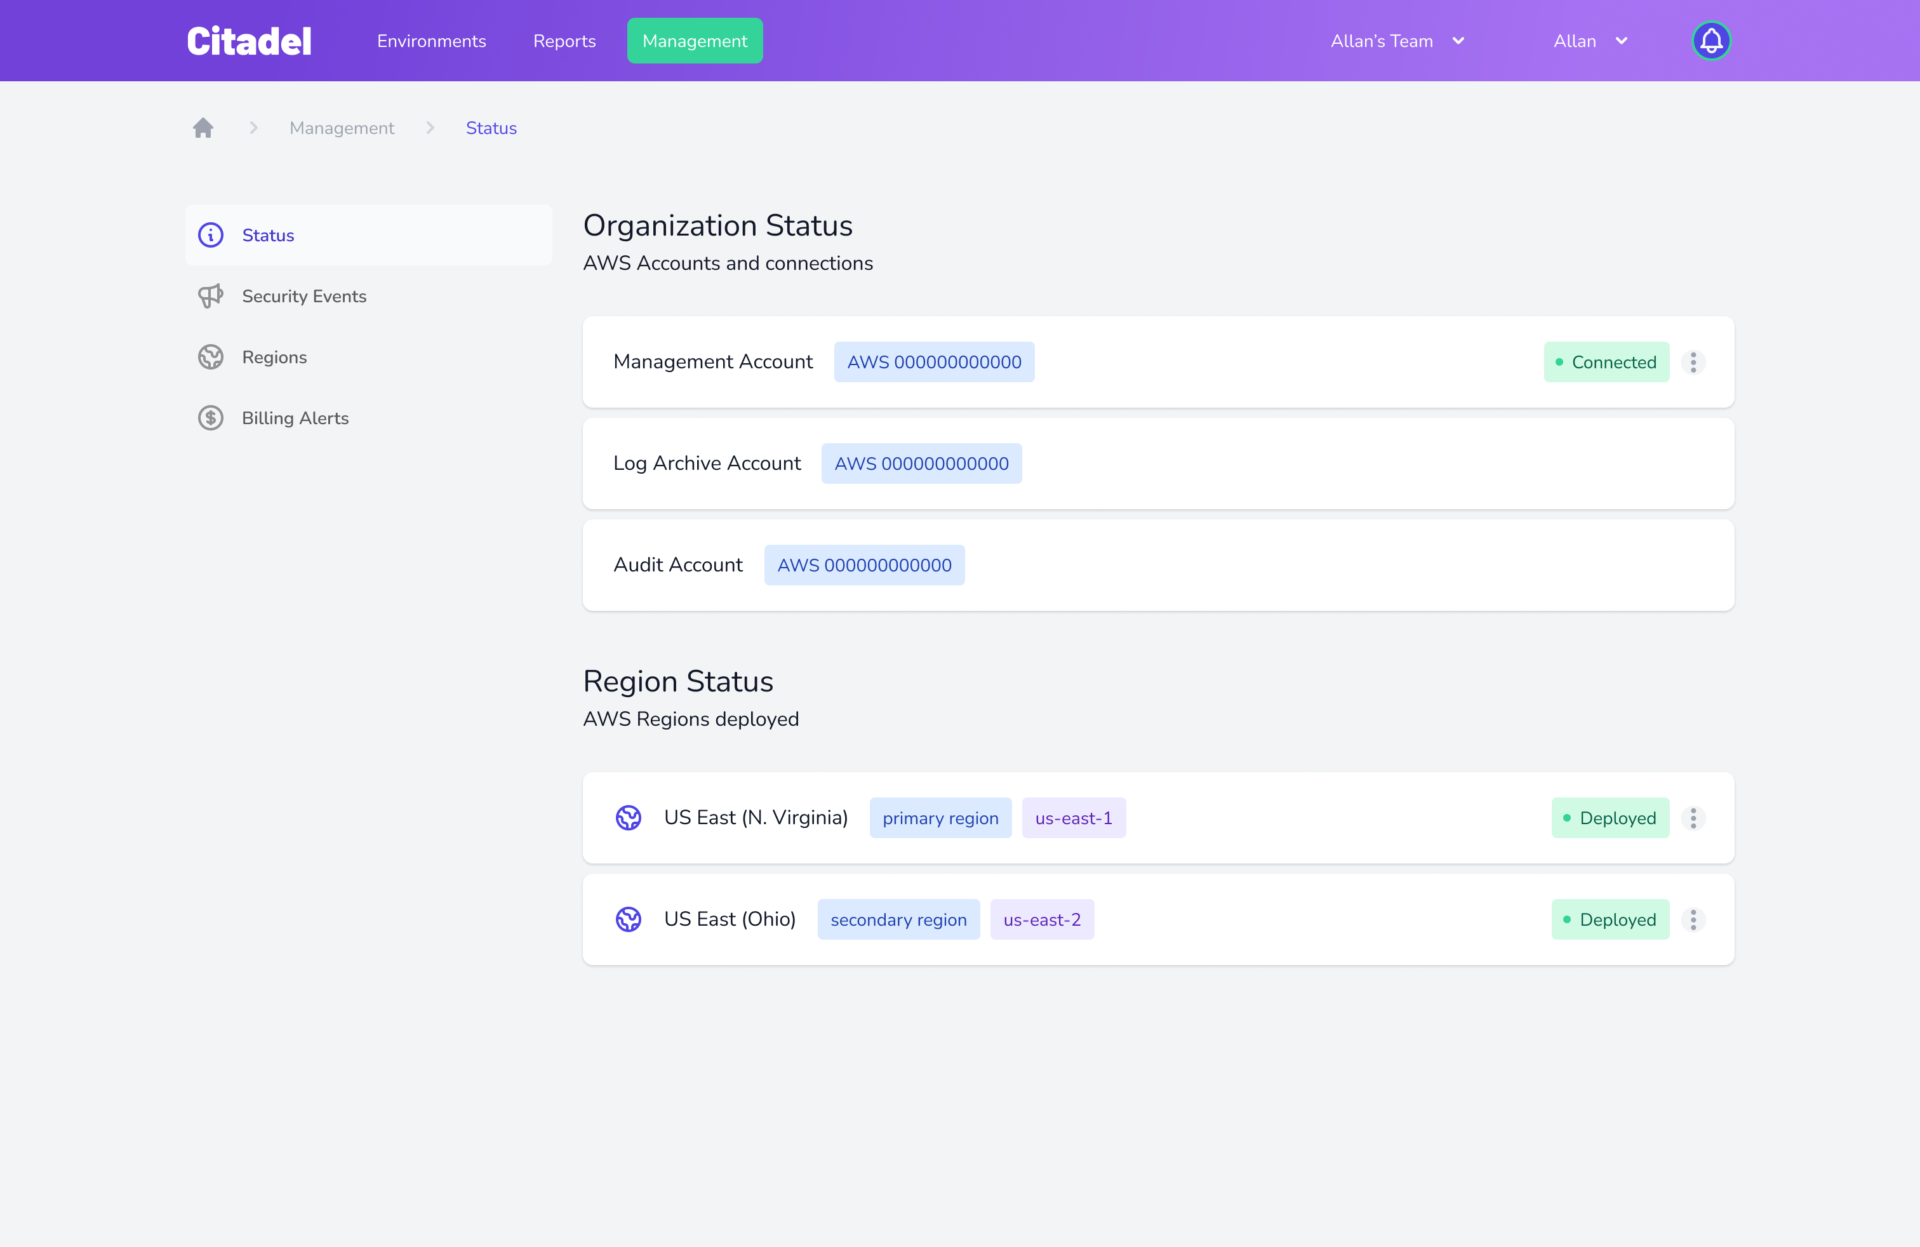 Citadel
Environments
Reports
Management
Allan's Team
Allan
Management
Status
Status
Security Events
Regions
Billing Alerts
Organization Status
AWS Accounts and connections
Management Account AWS 000000000000 Connected
Log Archive Account AWS 000000000000
Audit Account AWS 000000000000
Region Status
AWS Regions deployed
US East (N. Virginia) primary region us-east-1 Deployed
US East (Ohio) secondary region us-east-2 Deployed